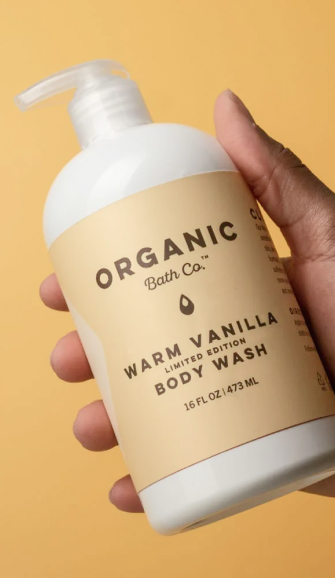 ORGANIC
Bath Co.™
WARM VANILLA
LIMITED EDITION
BODY WASH
16 FL OZ | 473 ML